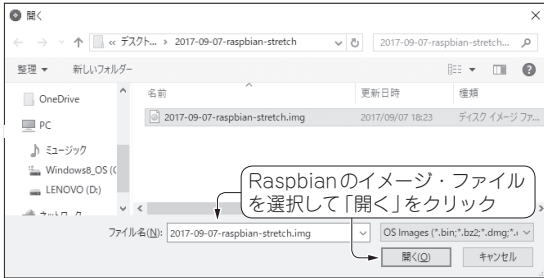 開く
« デスクト... › 2017-09-07-raspbian-stretch
2017-09-07-raspbian-stretch...
整理 ▼ 新しいフォルダー
名前 更新日時 種類
OneDrive
2017-09-07-raspbian-stretch.img 2017/09/07 18:23 ディスク イメージ ファ...
PC
ミュージック
Windows8_OS (C
LENOVO (D:)
ネットワーク
Raspbianのイメージ・ファイル
を選択して「開く」をクリック
ファイル名(N): 2017-09-07-raspbian-stretch.img OS Images (*.bin;*.bz2;*.dmg;*.
開く(O) キャンセル